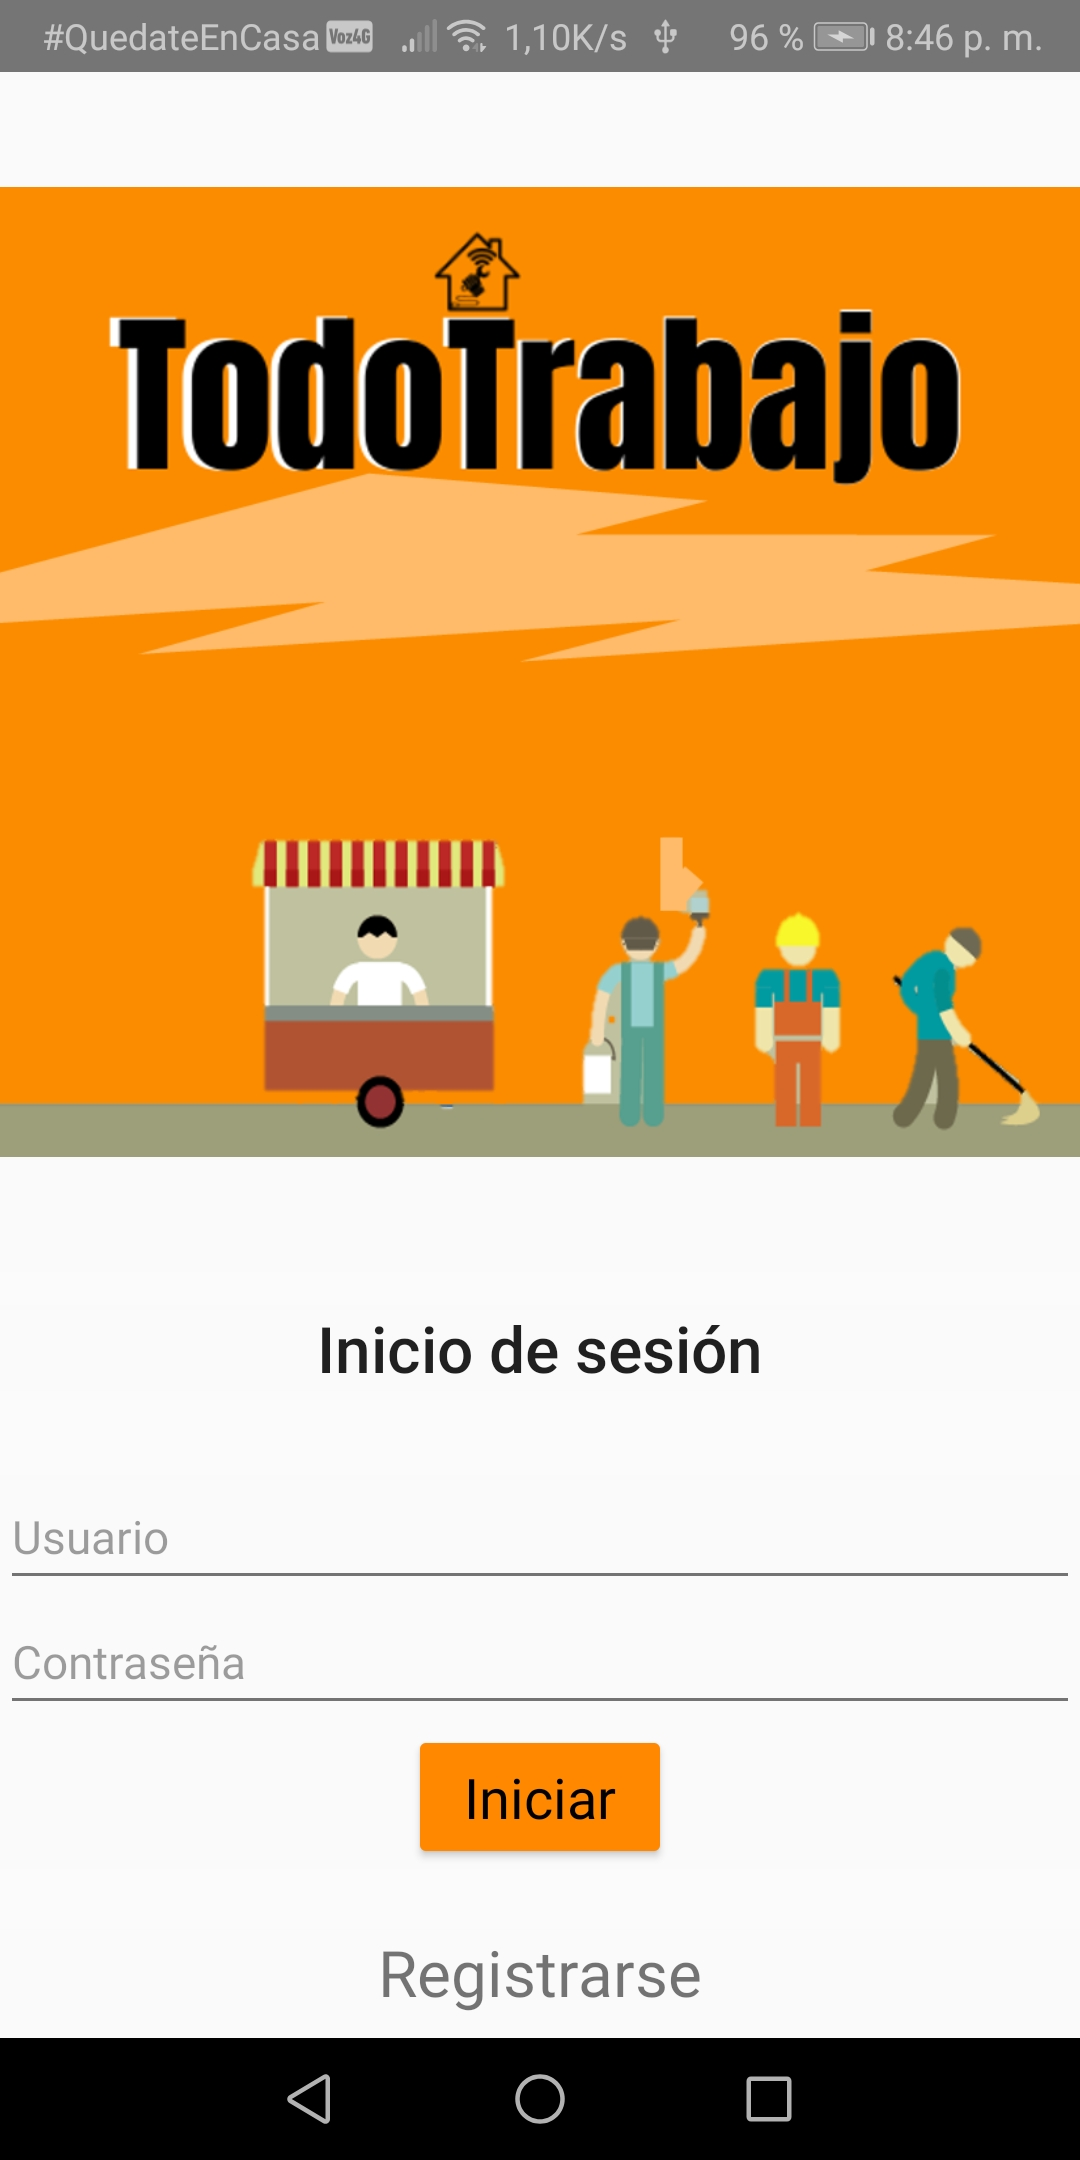 #QuedateEnCasa Voz4G 1,10K/s 96 % 8:46 p. m.
TodoTrabajo
Inicio de sesión
Usuario
Contraseña
Iniciar
Registrarse